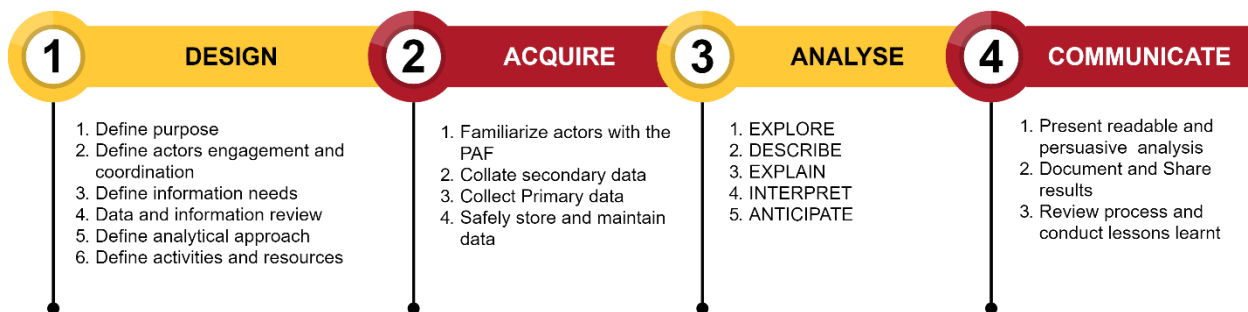 1
DESIGN
1. Define purpose
2. Define actors engagement and
coordination
3. Define information needs
4. Data and information review
5. Define analytical approach
6. Define activities and resources
2
ACQUIRE
1. Familiarize actors with the
PAF
2. Collate secondary data
3. Collect Primary data
4. Safely store and maintain
data
3
ANALYSE
1. EXPLORE
2. DESCRIBE
3. EXPLAIN
4. INTERPRET
5. ANTICIPATE
4
COMMUNICATE
1. Present readable and
persuasive analysis
2. Document and Share
results
3. Review process and
conduct lessons learnt